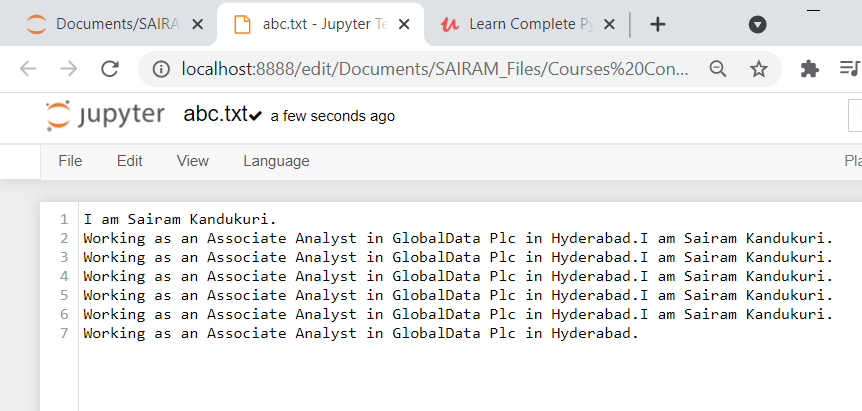 Documents/SAIRA
abc.txt - Jupyter Te
Learn Complete Py
localhost:8888/edit/Documents/SAIRAM_Files/Courses%20Con...
jupyter abc.txt a few seconds ago
File Edit View Language Pla
1 I am Sairam Kandukuri.
2 Working as an Associate Analyst in GlobalData Plc in Hyderabad.I am Sairam Kandukuri.
3 Working as an Associate Analyst in GlobalData Plc in Hyderabad.I am Sairam Kandukuri.
4 Working as an Associate Analyst in GlobalData Plc in Hyderabad.I am Sairam Kandukuri.
5 Working as an Associate Analyst in GlobalData Plc in Hyderabad.I am Sairam Kandukuri.
6 Working as an Associate Analyst in GlobalData Plc in Hyderabad.I am Sairam Kandukuri.
7 Working as an Associate Analyst in GlobalData Plc in Hyderabad.